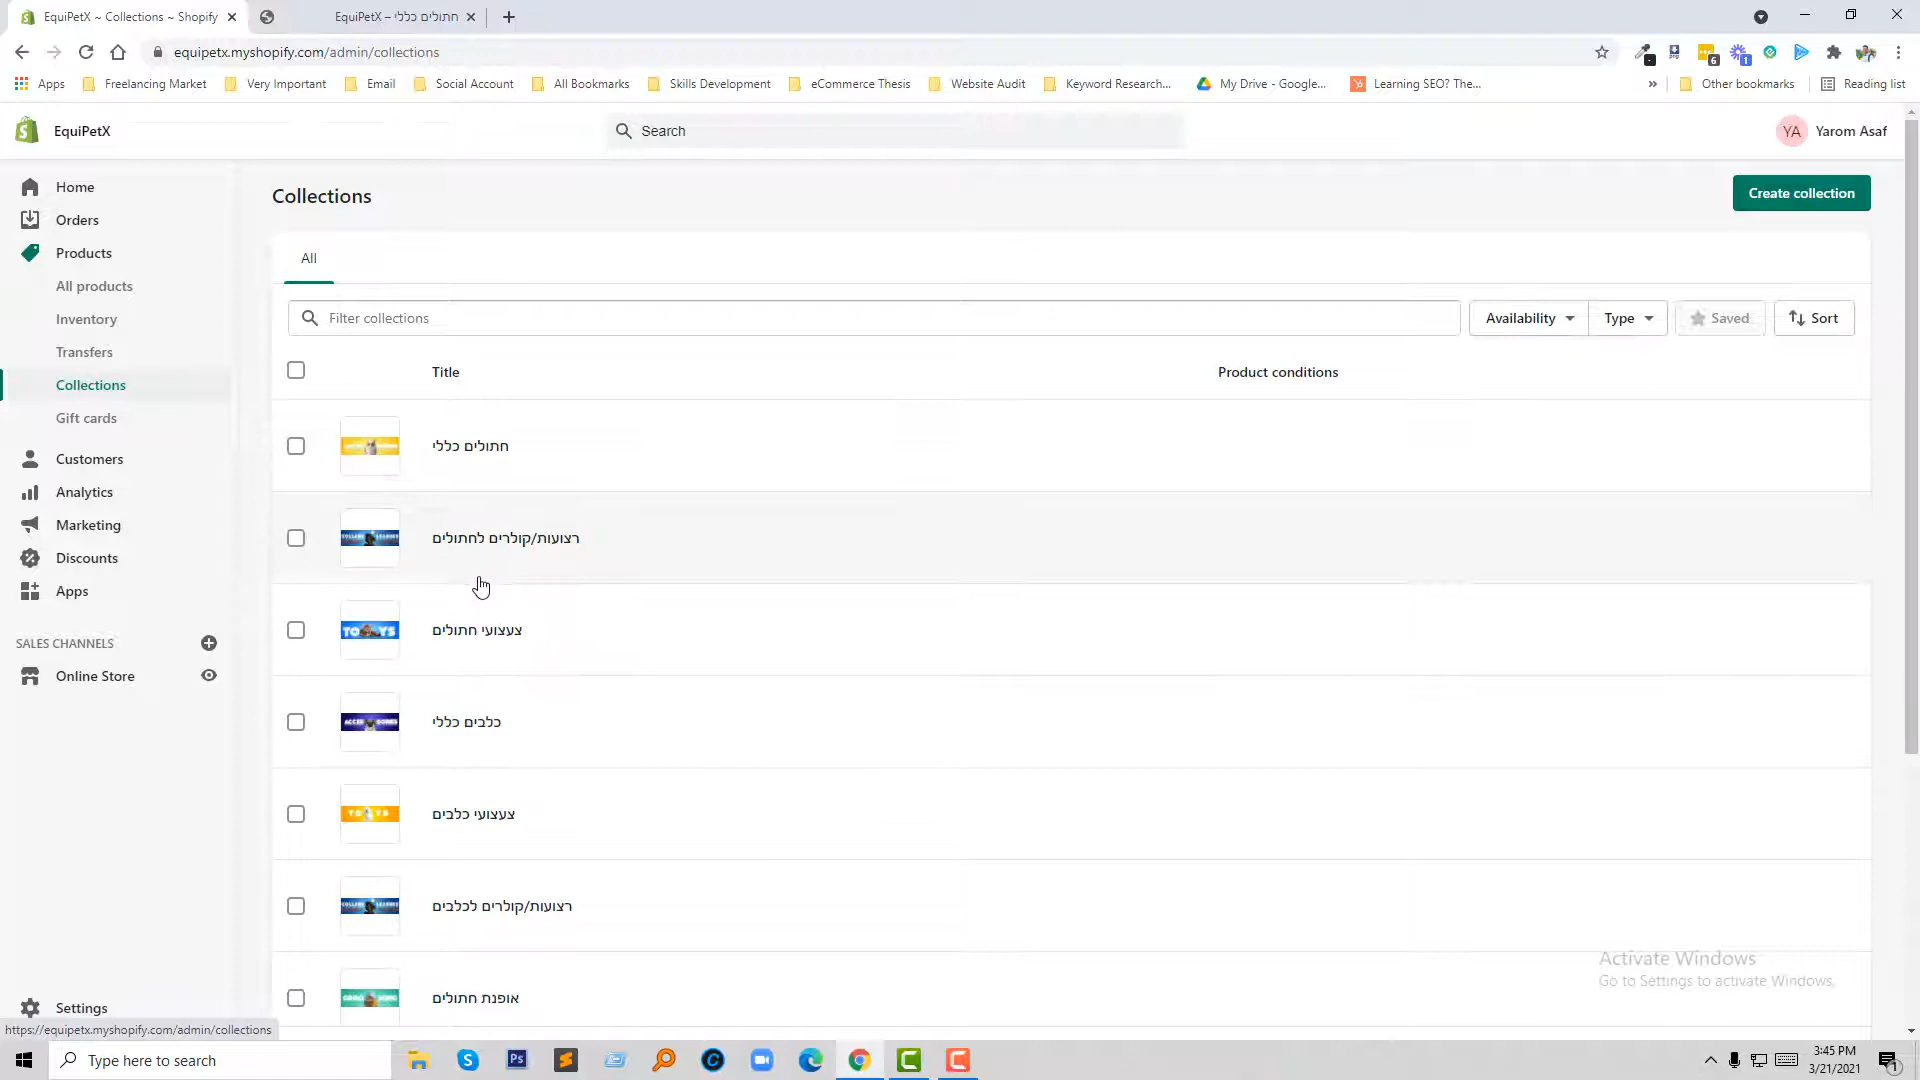 EquiPetX ~ Collections ~ Shopify
EquiPetX – חתולים כללי
equipetx.myshopify.com/admin/collections
Apps
Freelancing Market
Very Important
Email
Social Account
All Bookmarks
Skills Development
eCommerce Thesis
Website Audit
Keyword Research...
My Drive - Google...
Learning SEO? The...
»
Other bookmarks
Reading list
EquiPetX
Search
YA
Yarom Asaf
Home
Orders
Products
All products
Inventory
Transfers
Collections
Gift cards
Customers
Analytics
Marketing
Discounts
Apps
SALES CHANNELS
Online Store
Settings
Collections
Create collection
All
Filter collections
Availability
Type
Saved
Sort
Title
Product conditions
חתולים כללי
רצועות/קולרים לחתולים
צעצועי חתולים
כלבים כללי
צעצועי כלבים
רצועות/קולרים לכלבים
אופנת חתולים
Activate Windows
Go to Settings to activate Windows.
https://equipetx.myshopify.com/admin/collections
Type here to search
Ps
3:45 PM
3/21/2021